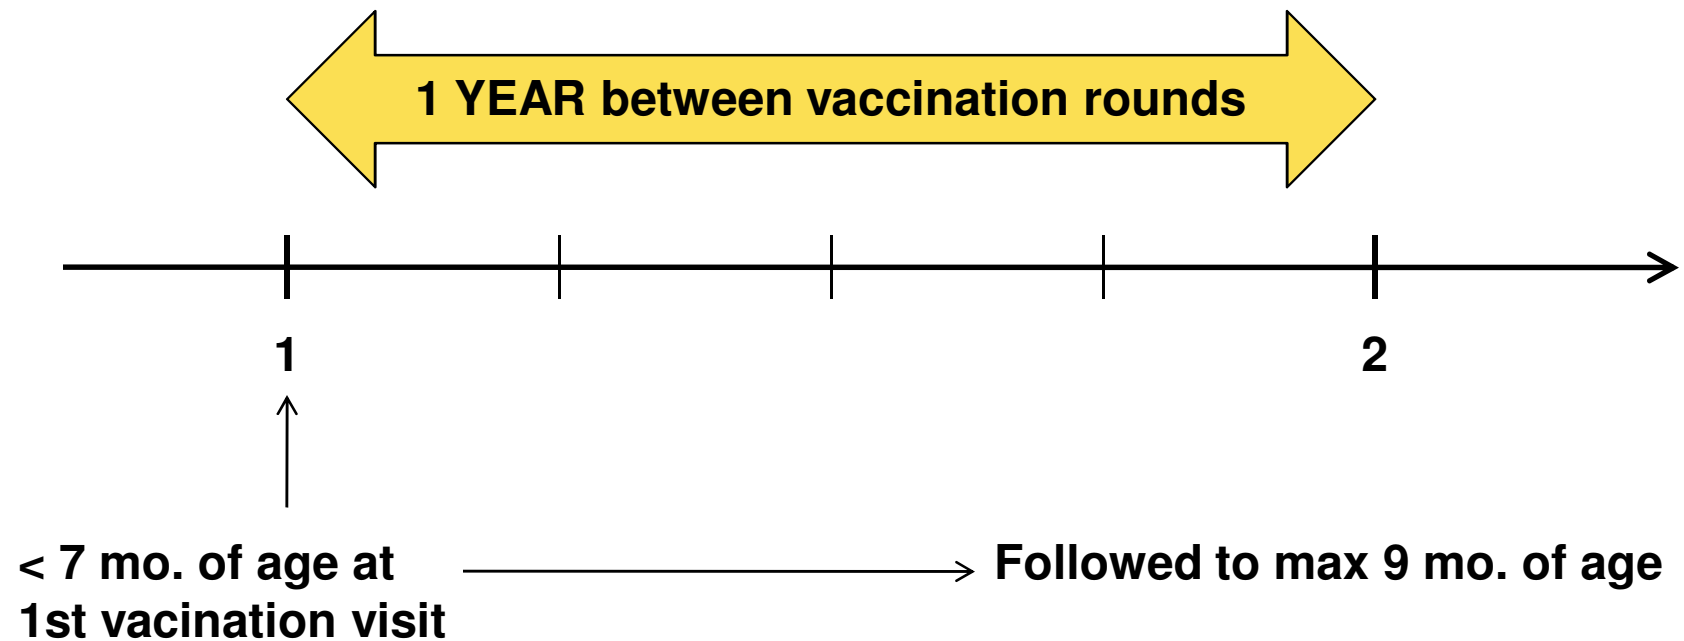 1 YEAR between vaccination rounds
1
2
< 7 mo. of age at
1st vacination visit
Followed to max 9 mo. of age